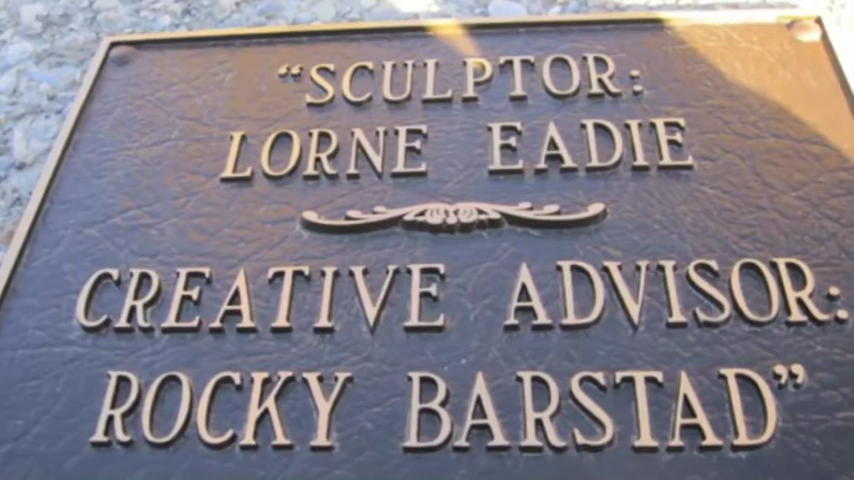 “SCULPTOR:
LORNE EADIE
CREATIVE ADVISOR:
ROCKY BARSTAD”